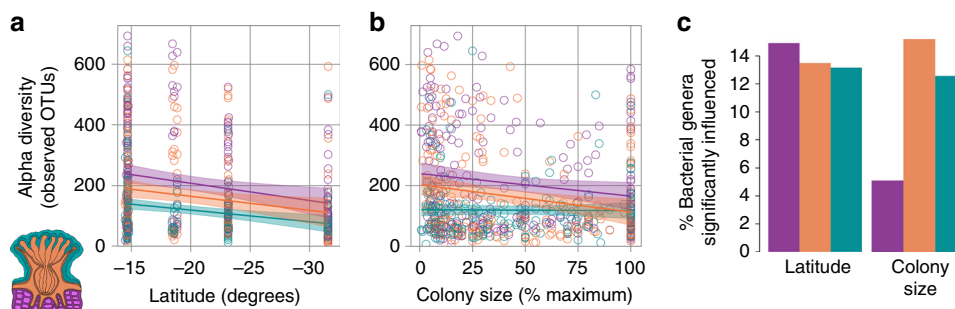 a
Alpha diversity
(observed OTUs)
600
400
200
0
–15
–20
–25
–30
Latitude (degrees)
b
600
400
200
0
0
25
50
75
100
Colony size (% maximum)
c
% Bacterial genera
significantly influenced
14
12
10
8
6
4
2
0
Latitude
Colony
size